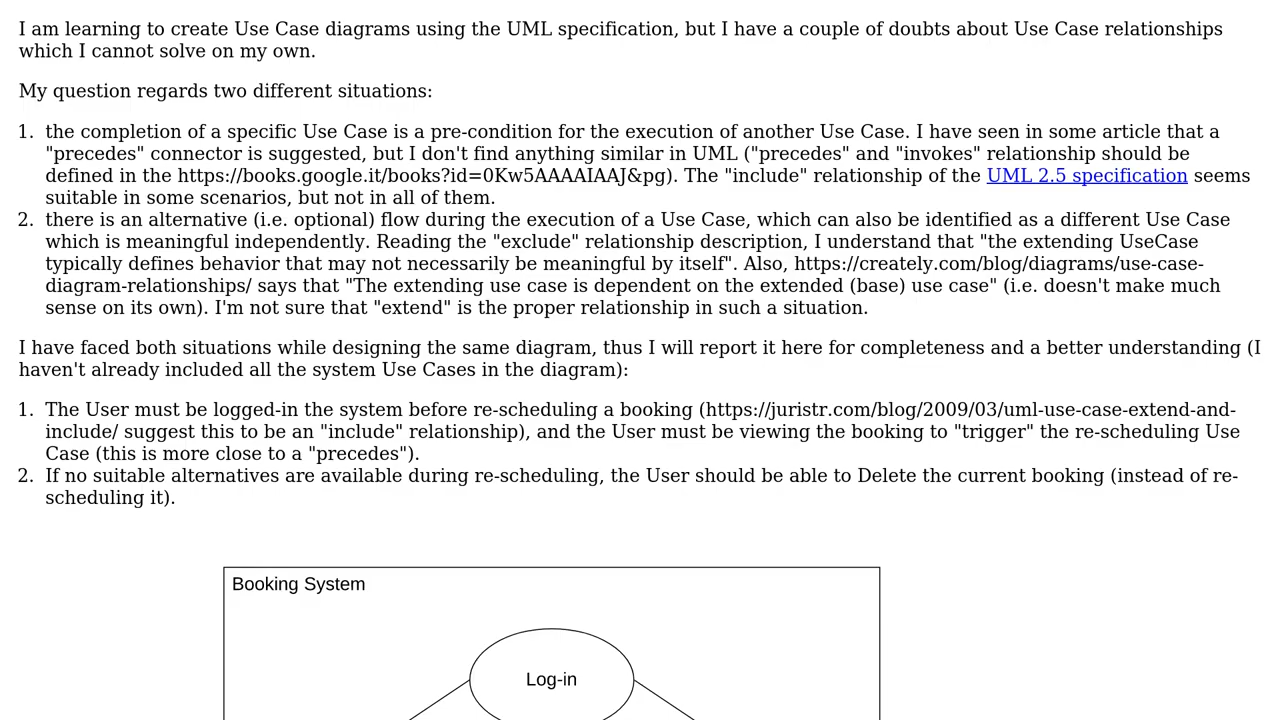 I am learning to create Use Case diagrams using the UML specification, but I have a couple of doubts about Use Case relationships
which I cannot solve on my own.
My question regards two different situations:
1. the completion of a specific Use Case is a pre-condition for the execution of another Use Case. I have seen in some article that a
"precedes" connector is suggested, but I don't find anything similar in UML ("precedes" and "invokes" relationship should be
defined in the https://books.google.it/books?id=0Kw5AAAAIAAJ&pg). The "include" relationship of the UML 2.5 specification seems
suitable in some scenarios, but not in all of them.
2. there is an alternative (i.e. optional) flow during the execution of a Use Case, which can also be identified as a different Use Case
which is meaningful independently. Reading the "exclude" relationship description, I understand that "the extending UseCase
typically defines behavior that may not necessarily be meaningful by itself". Also, https://creately.com/blog/diagrams/use-case-
diagram-relationships/ says that "The extending use case is dependent on the extended (base) use case" (i.e. doesn't make much
sense on its own). I'm not sure that "extend" is the proper relationship in such a situation.
I have faced both situations while designing the same diagram, thus I will report it here for completeness and a better understanding (I
haven't already included all the system Use Cases in the diagram):
1. The User must be logged-in the system before re-scheduling a booking (https://juristr.com/blog/2009/03/uml-use-case-extend-and-
include/ suggest this to be an "include" relationship), and the User must be viewing the booking to "trigger" the re-scheduling Use
Case (this is more close to a "precedes").
2. If no suitable alternatives are available during re-scheduling, the User should be able to Delete the current booking (instead of re-
scheduling it).
Booking System
Log-in